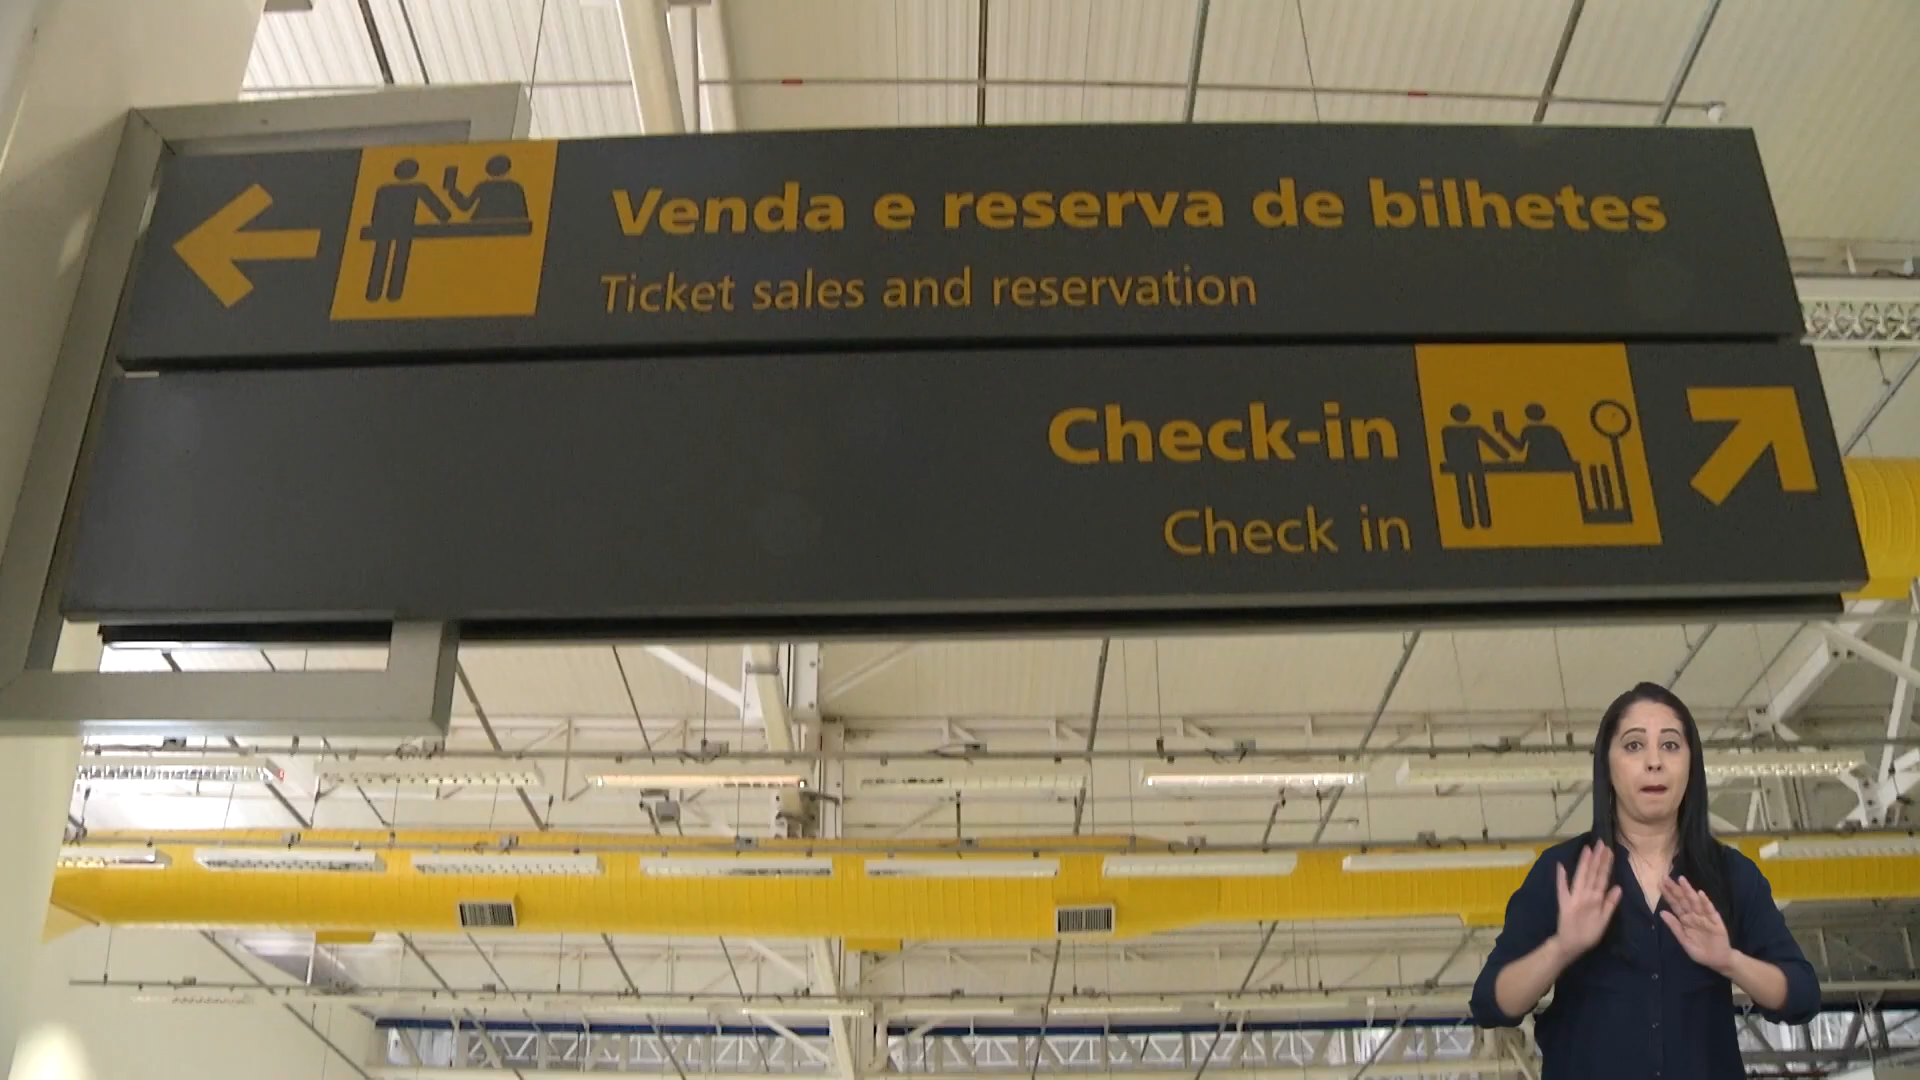 Venda e reserva de bilhetes
Ticket sales and reservation
Check-in
Check in